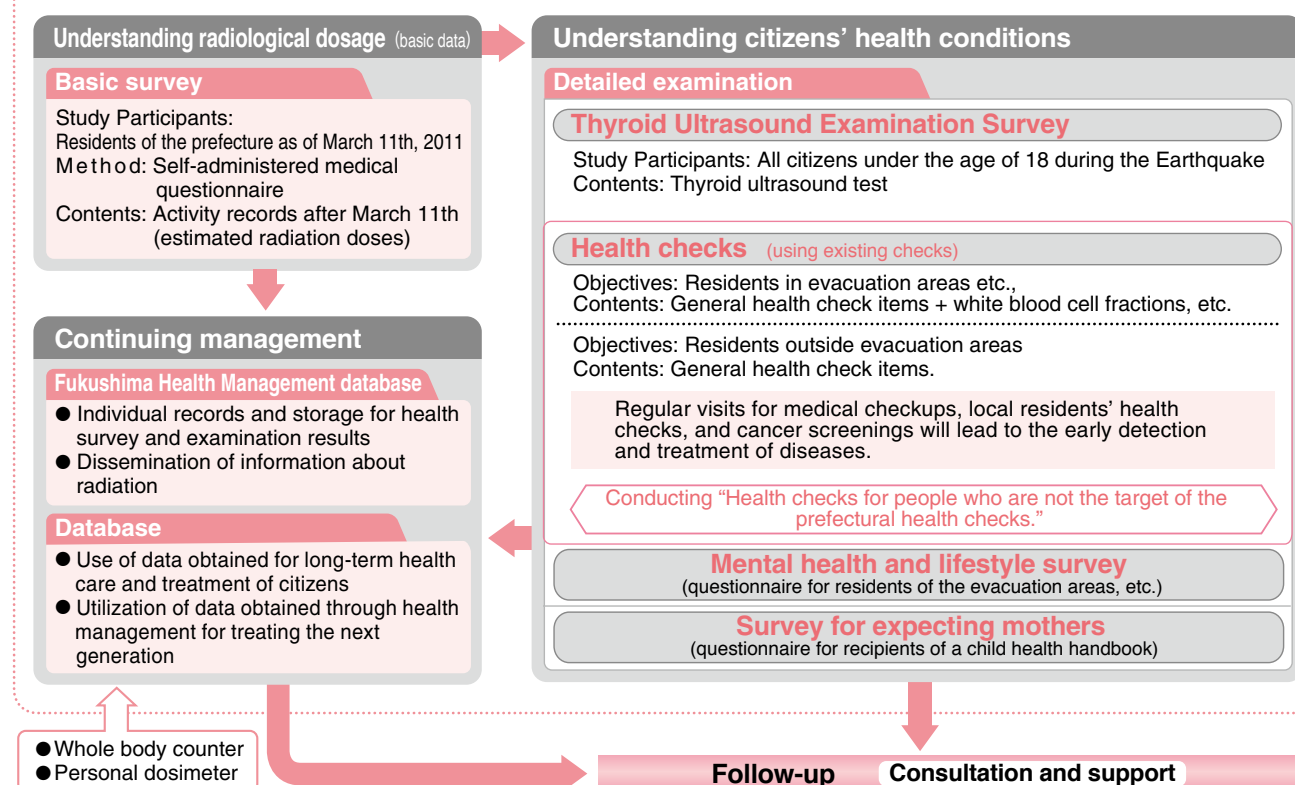 Understanding radiological dosage (basic data)
Basic survey
Study Participants:
Residents of the prefecture as of March 11th, 2011
Method: Self-administered medical
questionnaire
Contents: Activity records after March 11th
(estimated radiation doses)
Continuing management
Fukushima Health Management database
● Individual records and storage for health
survey and examination results
● Dissemination of information about
radiation
Database
● Use of data obtained for long-term health
care and treatment of citizens
● Utilization of data obtained through health
management for treating the next
generation
● Whole body counter
● Personal dosimeter
Understanding citizens’ health conditions
Detailed examination
Thyroid Ultrasound Examination Survey
Study Participants: All citizens under the age of 18 during the Earthquake
Contents: Thyroid ultrasound test
Health checks (using existing checks)
Objectives: Residents in evacuation areas etc.,
Contents: General health check items + white blood cell fractions, etc.
Objectives: Residents outside evacuation areas
Contents: General health check items.
Regular visits for medical checkups, local residents’ health
checks, and cancer screenings will lead to the early detection
and treatment of diseases.
Conducting “Health checks for people who are not the target of the
prefectural health checks.”
Mental health and lifestyle survey
(questionnaire for residents of the evacuation areas, etc.)
Survey for expecting mothers
(questionnaire for recipients of a child health handbook)
Follow-up Consultation and support